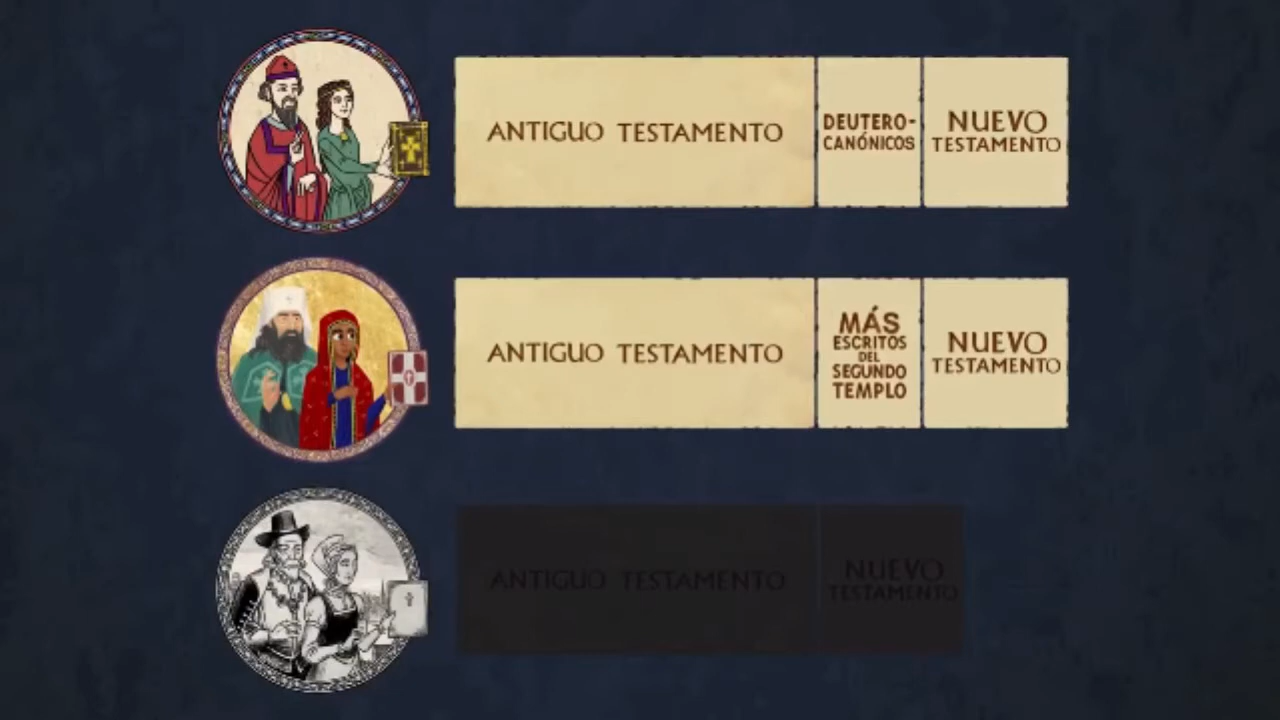 ANTIGUO TESTAMENTO
DEUTERO-
CANÓNICOS
NUEVO
TESTAMENTO
ANTIGUO TESTAMENTO
MÁS
ESCRITOS
DEL
SEGUNDO
TEMPLO
NUEVO
TESTAMENTO
ANTIGUO TESTAMENTO
NUEVO
TESTAMENTO